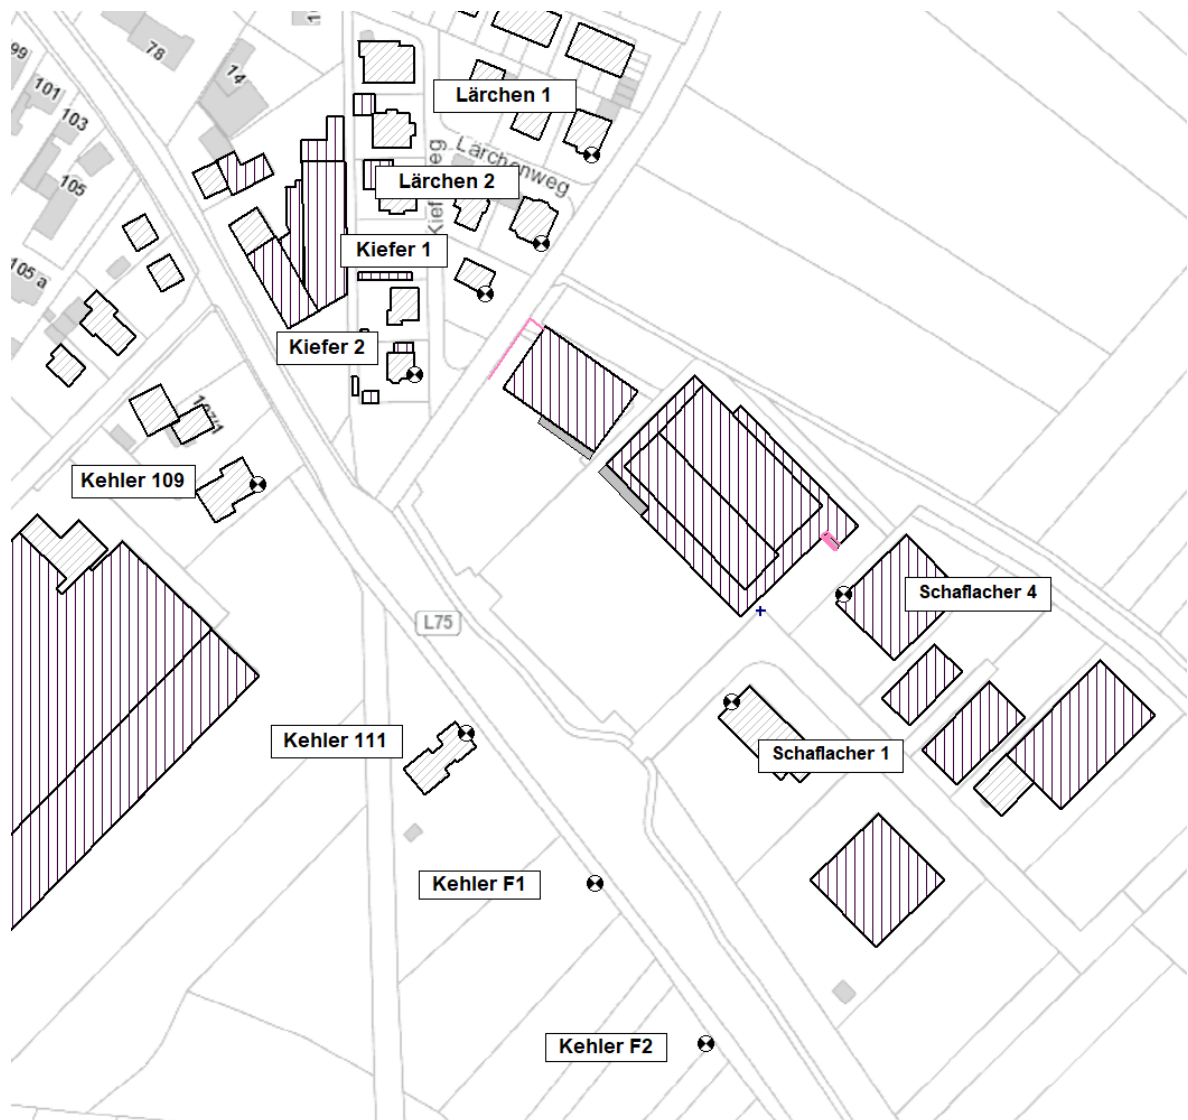 99
78
14
101
103
105
105 a
Lärchen 1
Lärchenweg
Lärchen 2
Kiefer 1
Kiefer 2
Kehler 109
L75
Schaflacher 4
Kehler 111
Schaflacher 1
Kehler F1
Kehler F2